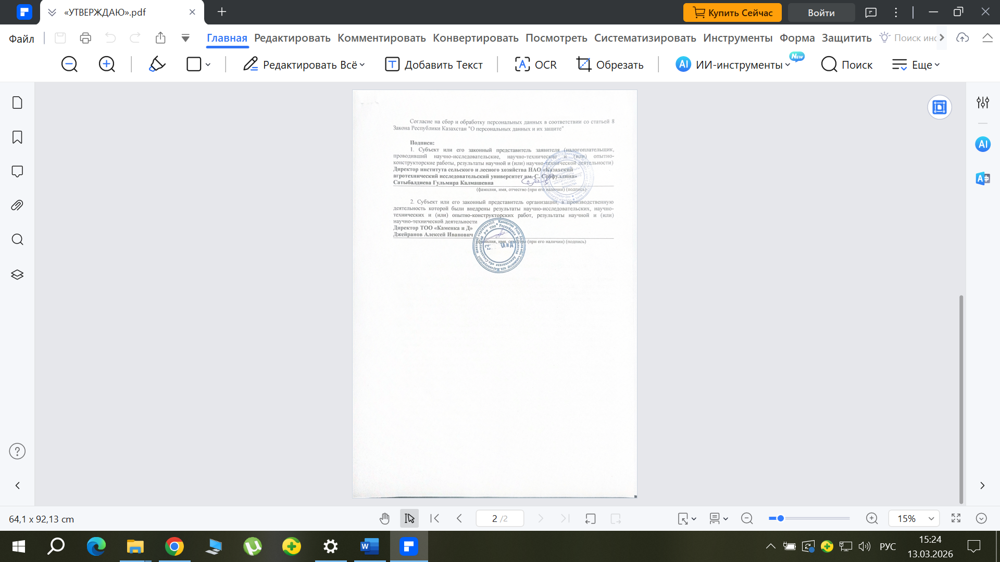 «УТВЕРЖДАЮ».pdf
Купить Сейчас
Войти
Файл
Главная Редактировать Комментировать Конвертировать Посмотреть Систематизировать Инструменты Форма Защитить Поиск инс
Редактировать Всё
Добавить Текст
OCR
Обрезать
AI ИИ-инструменты
New
Поиск
Еще
Согласие на сбор и обработку персональных данных в соответствии со статьей 8
Закона Республики Казахстан "О персональных данных и их защите"
Подписи:
1. Субъект или его законный представитель заявителя (налогоплательщик,
проводивший научно-исследовательские, научно-технические и (или) опытно-
конструкторские работы, результаты научной и (или) научно-технической деятельности)
Директор института сельского и лесного хозяйства НАО «Казахский
агротехнический исследовательский университет им. С. Сейфуллина»
Сатыбалдиева Гульмира Калмашевна
(фамилия, имя, отчество (при его наличии) (подпись)
2. Субъект или его законный представитель организации, в производственную
деятельность которой были внедрены результаты научно-исследовательских, научно-
технических и (или) опытно-конструкторских работ, результаты научной и (или)
научно-технической деятельности
Директор ТОО «Каменка и Д»
Джейранов Алексей Иванович
(фамилия, имя, отчество (при его наличии) (подпись)
AI
64,1 x 92,13 cm
2 /2
15%
РУС
15:24
13.03.2026